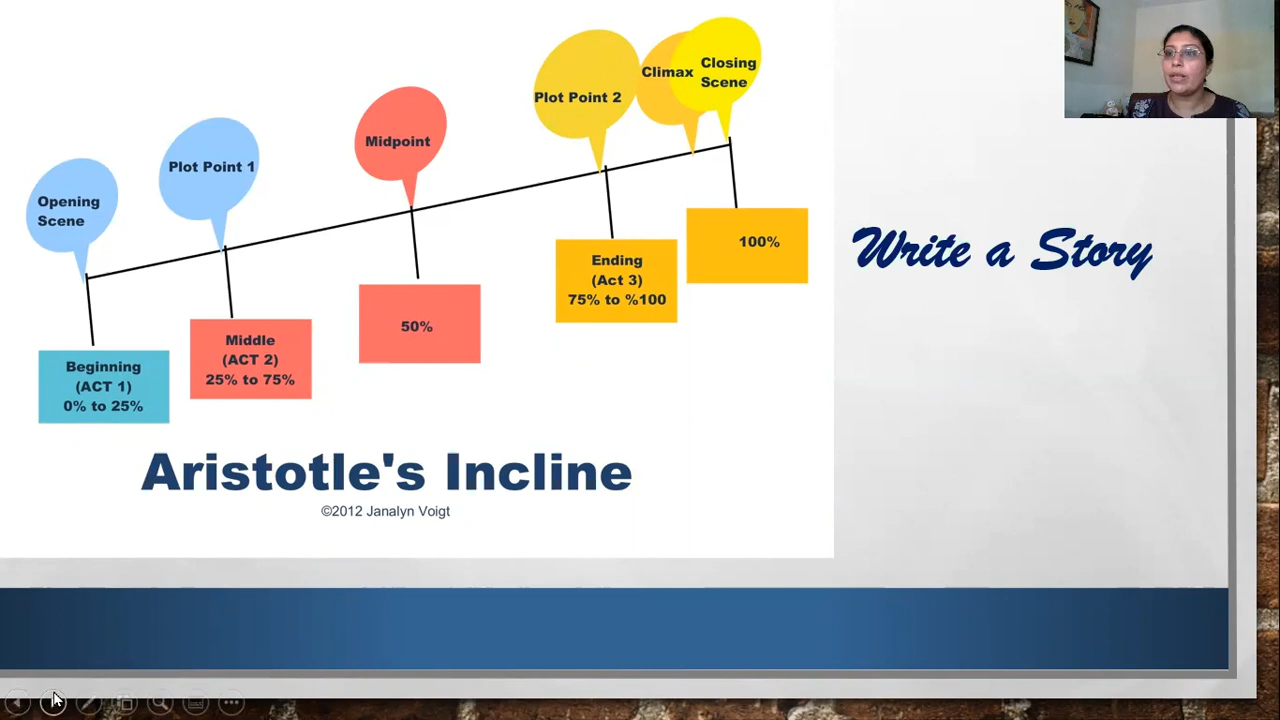 Opening
Scene
Plot Point 1
Midpoint
Plot Point 2
Climax
Closing
Scene
Beginning
(ACT 1)
0% to 25%
Middle
(ACT 2)
25% to 75%
50%
Ending
(Act 3)
75% to %100
100%
Aristotle's Incline
©2012 Janalyn Voigt
Write a Story